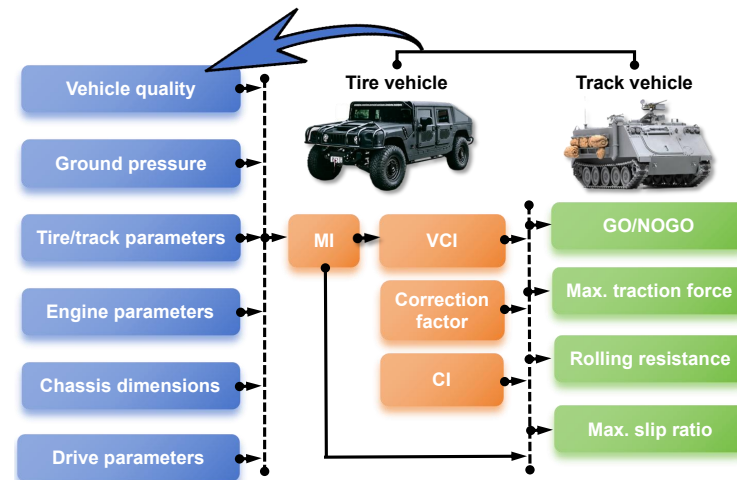 Tire vehicle
Track vehicle
Vehicle quality
Ground pressure
Tire/track parameters
Engine parameters
Chassis dimensions
Drive parameters
MI
VCI
Correction
factor
CI
GO/NOGO
Max. traction force
Rolling resistance
Max. slip ratio